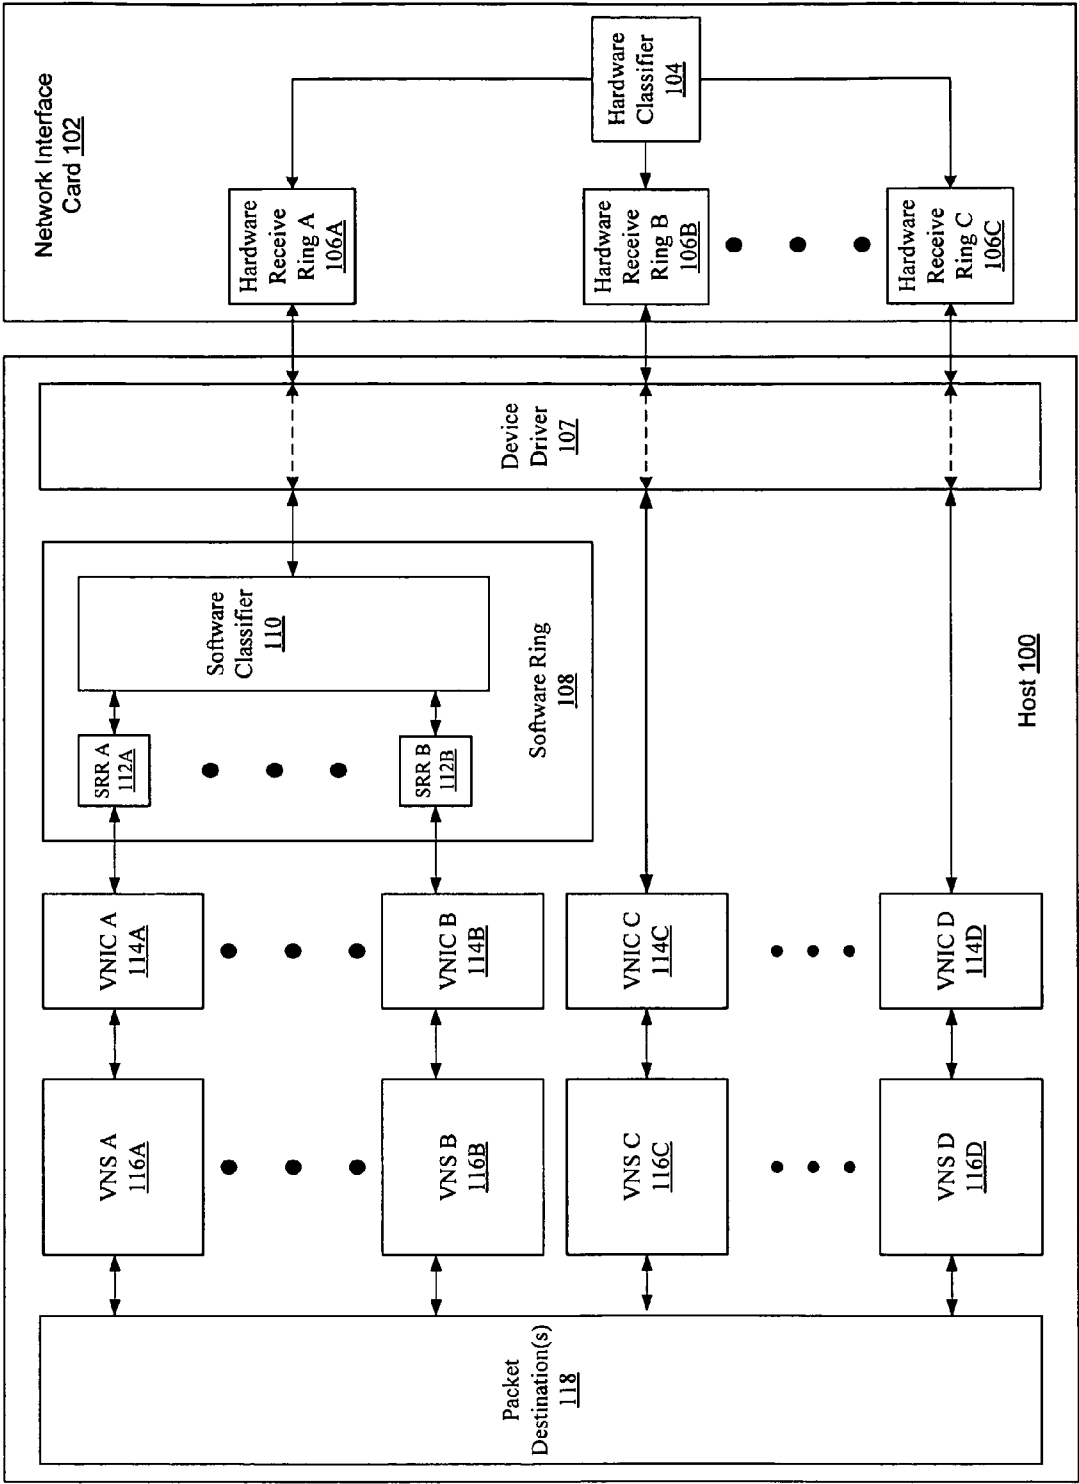 Network Interface
Card 102
Hardware
Classifier
104
Hardware
Receive
Ring A
106A
Hardware
Receive
Ring B
106B
Hardware
Receive
Ring C
106C
Device
Driver
107
Software
Classifier
110
SRR A
112A
SRR B
112B
Software Ring
108
Host 100
VNIC A
114A
VNIC B
114B
VNIC C
114C
VNIC D
114D
VNS A
116A
VNS B
116B
VNS C
116C
VNS D
116D
Packet
Destination(s)
118